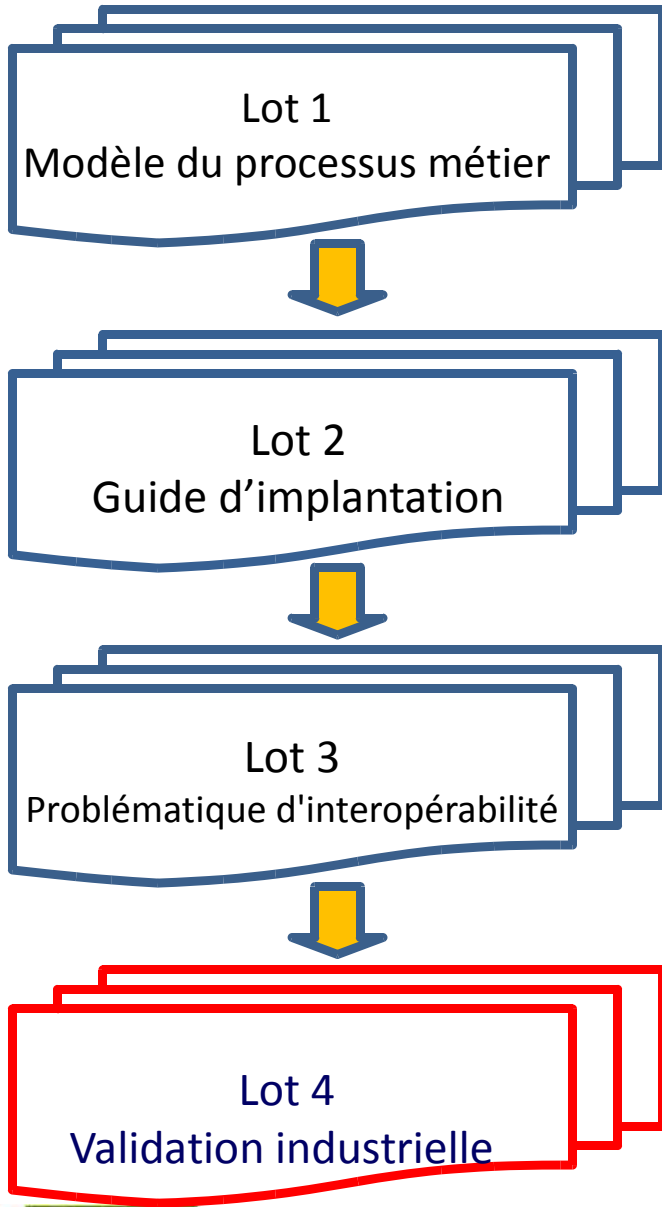 Lot 1
Modèle du processus métier
Lot 2
Guide d’implantation
Lot 3
Problématique d'interopérabilité
Lot 4
Validation industrielle